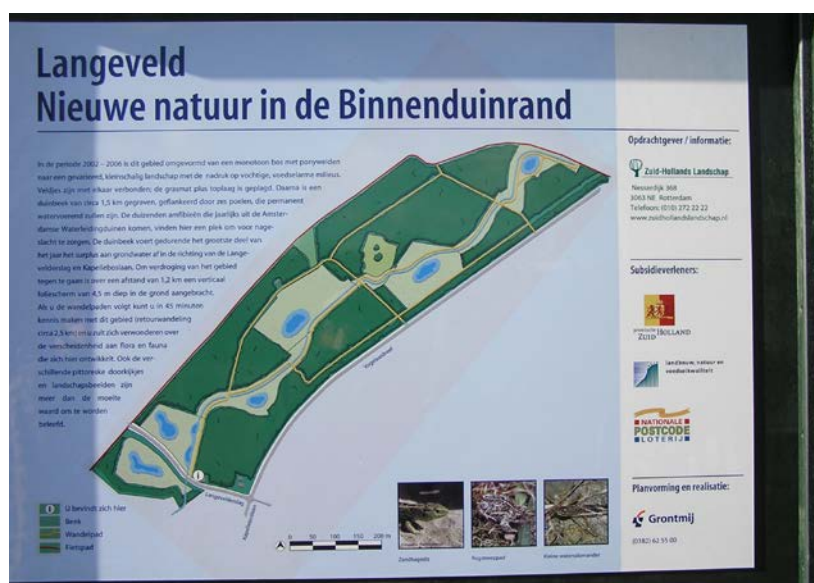 Langeveld
Nieuwe natuur in de Binnenduinrand
In de periode 2002 – 2006 is dit gebied omgevormd van een monotoon bos met ponyweiden
naar een gevarieerd, kleinschalig landschap met de nadruk op vochtige, voedselarme milieus.
Veldjes zijn met elkaar verbonden; de grasmat plus toplaag is geplagd. Daarna is een
duinbeek van circa 1,5 km gegraven, geflankeerd door zes poelen, die permanent
watervoerend zullen zijn. De duizenden amfibieën die jaarlijks uit de Amster-
damse Waterleidingduinen komen, vinden hier een plek om voor nage-
slacht te zorgen. De duinbeek voert gedurende het grootste deel van
het jaar het surplus aan grondwater af in de richting van de Lange-
velderslag en Kapelleboslaan. Om verdroging van het gebied
tegen te gaan is over een afstand van 1,2 km een verticaal
foliescherm van 4,5 m diep in de grond aangebracht.
Als u de wandelpaden volgt kunt u in 45 minuten
kennis maken met dit gebied (retourwandeling
circa 2,5 km) en u zult zich verwonderen over
de verscheidenheid aan flora en fauna
die zich hier ontwikkelt. Ook de ver-
schillende pittoreske doorkijkjes
en landschapsbeelden zijn
meer dan de moeite
waard om te worden
beleefd.
Vogelaardreef
Langevelderslag
i
i U bevindt zich hier
Beek
Wandelpad
Fietspad
0 50 100 150 200 m
Zandhagedis
Rugstreeppad
Kleine watersalamander
Opdrachtgever / informatie:
Zuid-Hollands Landschap
Nesserdijk 368
3063 NE Rotterdam
Telefoon: (010) 272 22 22
www.zuidhollandslandschap.nl
Subsidieverleners:
provincie
ZUID HOLLAND
landbouw, natuur en
voedselkwaliteit
NATIONALE
POSTCODE
LOTERIJ
Planvorming en realisatie:
Grontmij
(0182) 62 55 00